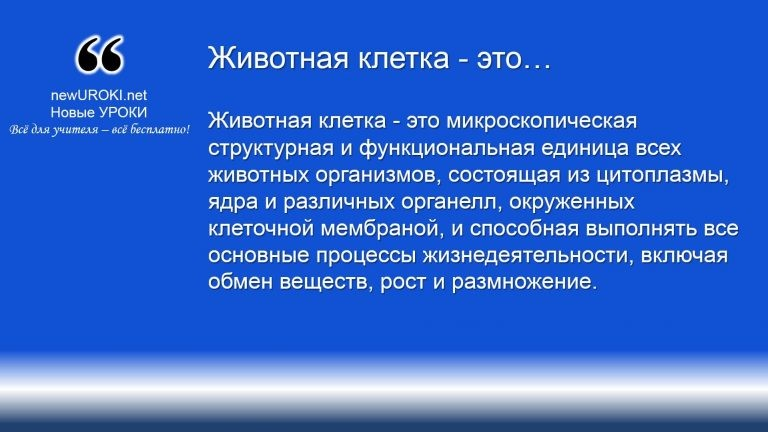 newUROKI.net
Новые УРОКИ
Всё для учителя – всё бесплатно!
Животная клетка - это…
Животная клетка - это микроскопическая
структурная и функциональная единица всех
животных организмов, состоящая из цитоплазмы,
ядра и различных органелл, окруженных
клеточной мембраной, и способная выполнять все
основные процессы жизнедеятельности, включая
обмен веществ, рост и размножение.